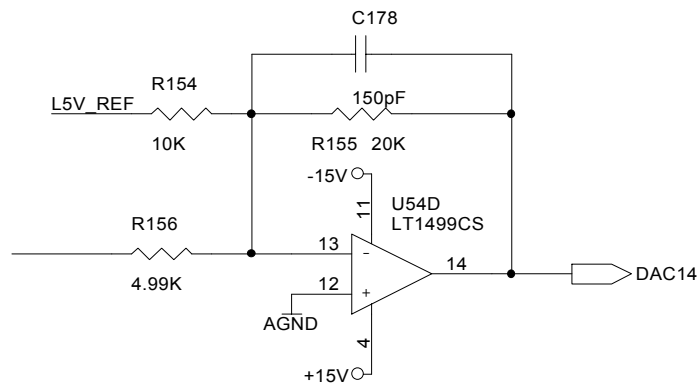 C178
R154
L5V_REF
150pF
10K
R155 20K
-15V
U54D
LT1499CS
11
R156
13
-
14
DAC14
12
+
4.99K
AGND
4
+15V